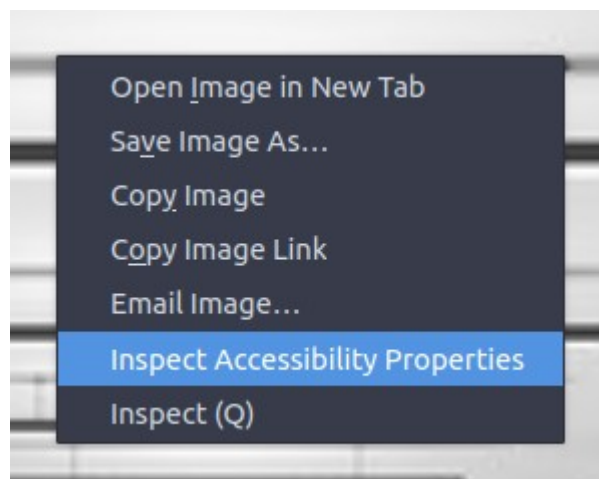 Open Image in New Tab
Save Image As...
Copy Image
Copy Image Link
Email Image...
Inspect Accessibility Properties
Inspect (Q)